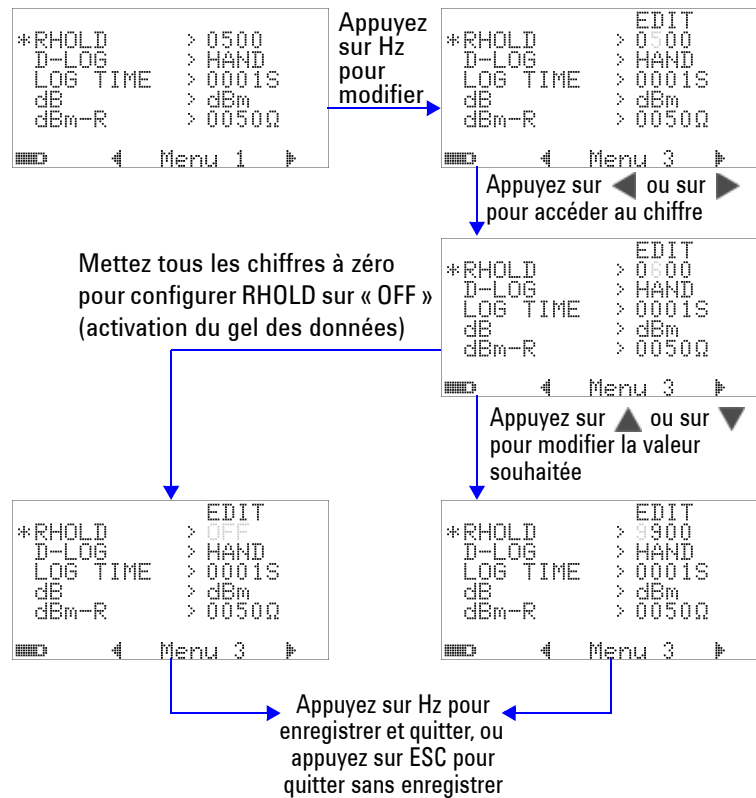 *RHOLD > 0500
D-LOG > HAND
LOG TIME > 0001S
dB > dBm
dBm-R > 0050Ω
Menu 1
Appuyez
sur Hz
pour
modifier
EDIT
*RHOLD > 0500
D-LOG > HAND
LOG TIME > 0001S
dB > dBm
dBm-R > 0050Ω
Menu 3
Appuyez sur ◀ ou sur ▶
pour accéder au chiffre
EDIT
*RHOLD > 0600
D-LOG > HAND
LOG TIME > 0001S
dB > dBm
dBm-R > 0050Ω
Menu 3
Mettez tous les chiffres à zéro
pour configurer RHOLD sur « OFF »
(activation du gel des données)
Appuyez sur ▲ ou sur ▼
pour modifier la valeur
souhaitée
EDIT
*RHOLD > OFF
D-LOG > HAND
LOG TIME > 0001S
dB > dBm
dBm-R > 0050Ω
Menu 3
EDIT
*RHOLD > 9900
D-LOG > HAND
LOG TIME > 0001S
dB > dBm
dBm-R > 0050Ω
Menu 3
Appuyez sur Hz pour
enregistrer et quitter, ou
appuyez sur ESC pour
quitter sans enregistrer